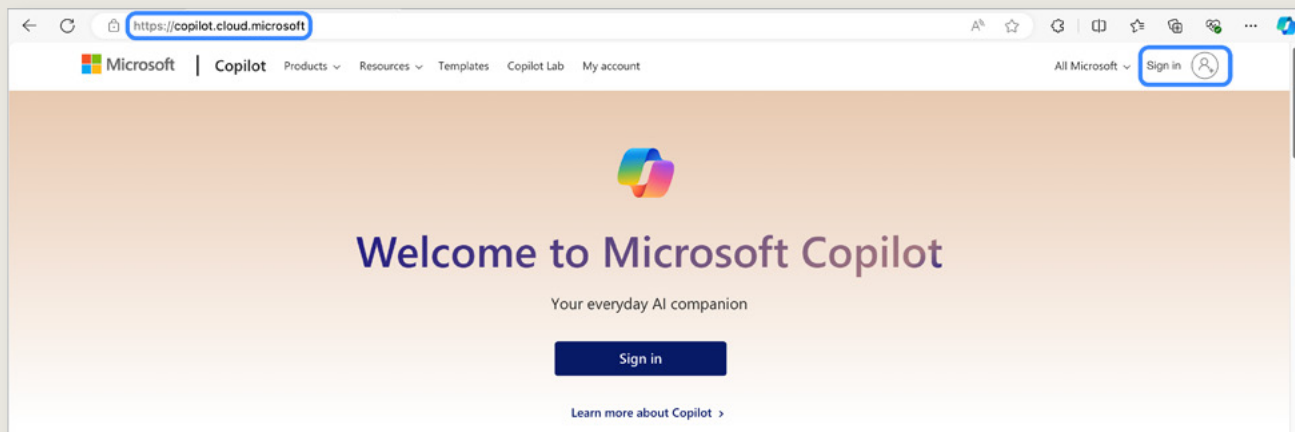 https://copilot.cloud.microsoft
Microsoft | Copilot Products Resources Templates Copilot Lab My account All Microsoft Sign in
Welcome to Microsoft Copilot
Your everyday AI companion
Sign in
Learn more about Copilot >